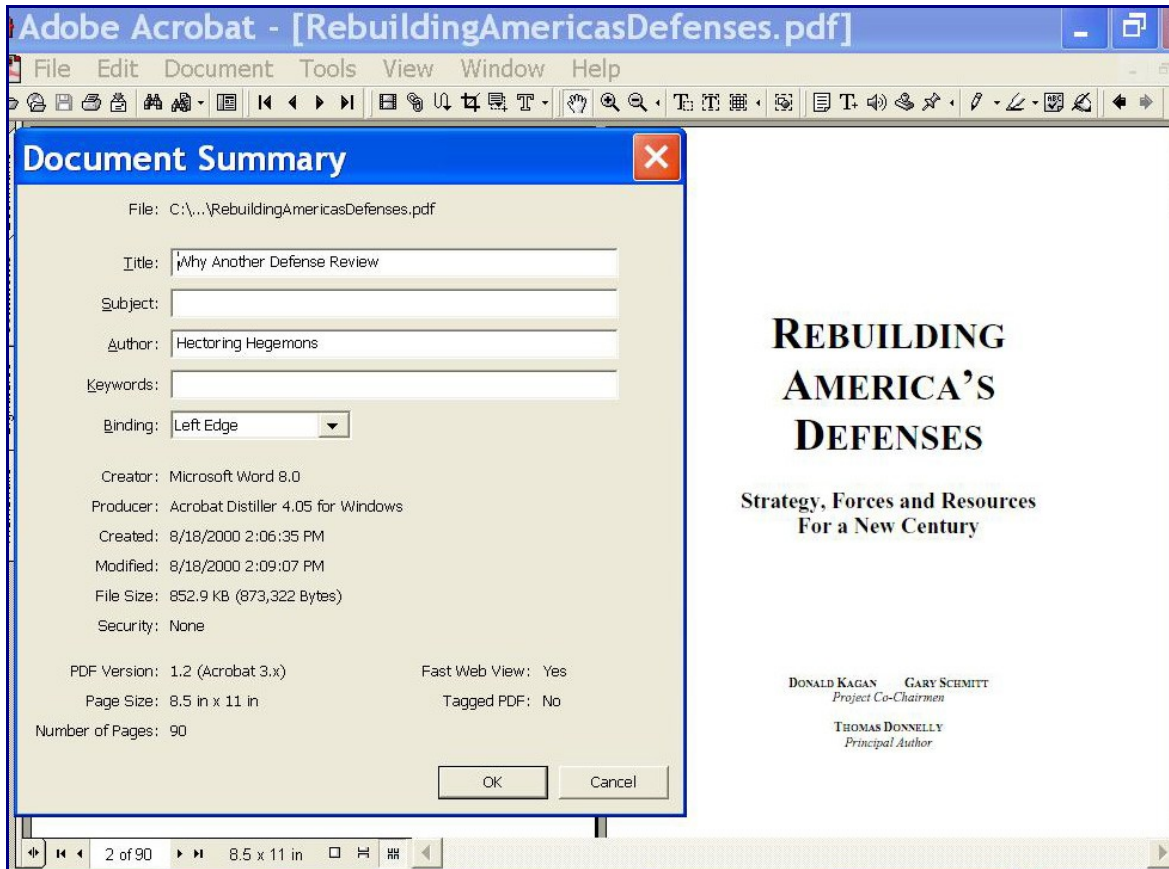 Adobe Acrobat - [RebuildingAmericasDefenses.pdf]
File Edit Document Tools View Window Help
Document Summary
File: C:\...\RebuildingAmericasDefenses.pdf
Title: Why Another Defense Review
Subject:
Author: Hectoring Hegemons
Keywords:
Binding: Left Edge
Creator: Microsoft Word 8.0
Producer: Acrobat Distiller 4.05 for Windows
Created: 8/18/2000 2:06:35 PM
Modified: 8/18/2000 2:09:07 PM
File Size: 852.9 KB (873,322 Bytes)
Security: None
PDF Version: 1.2 (Acrobat 3.x) Fast Web View: Yes
Page Size: 8.5 in x 11 in Tagged PDF: No
Number of Pages: 90
OK Cancel
REBUILDING
AMERICA'S
DEFENSES
Strategy, Forces and Resources
For a New Century
DONALD KAGAN GARY SCHMITT
Project Co-Chairmen
THOMAS DONNELLY
Principal Author
2 of 90 8.5 x 11 in